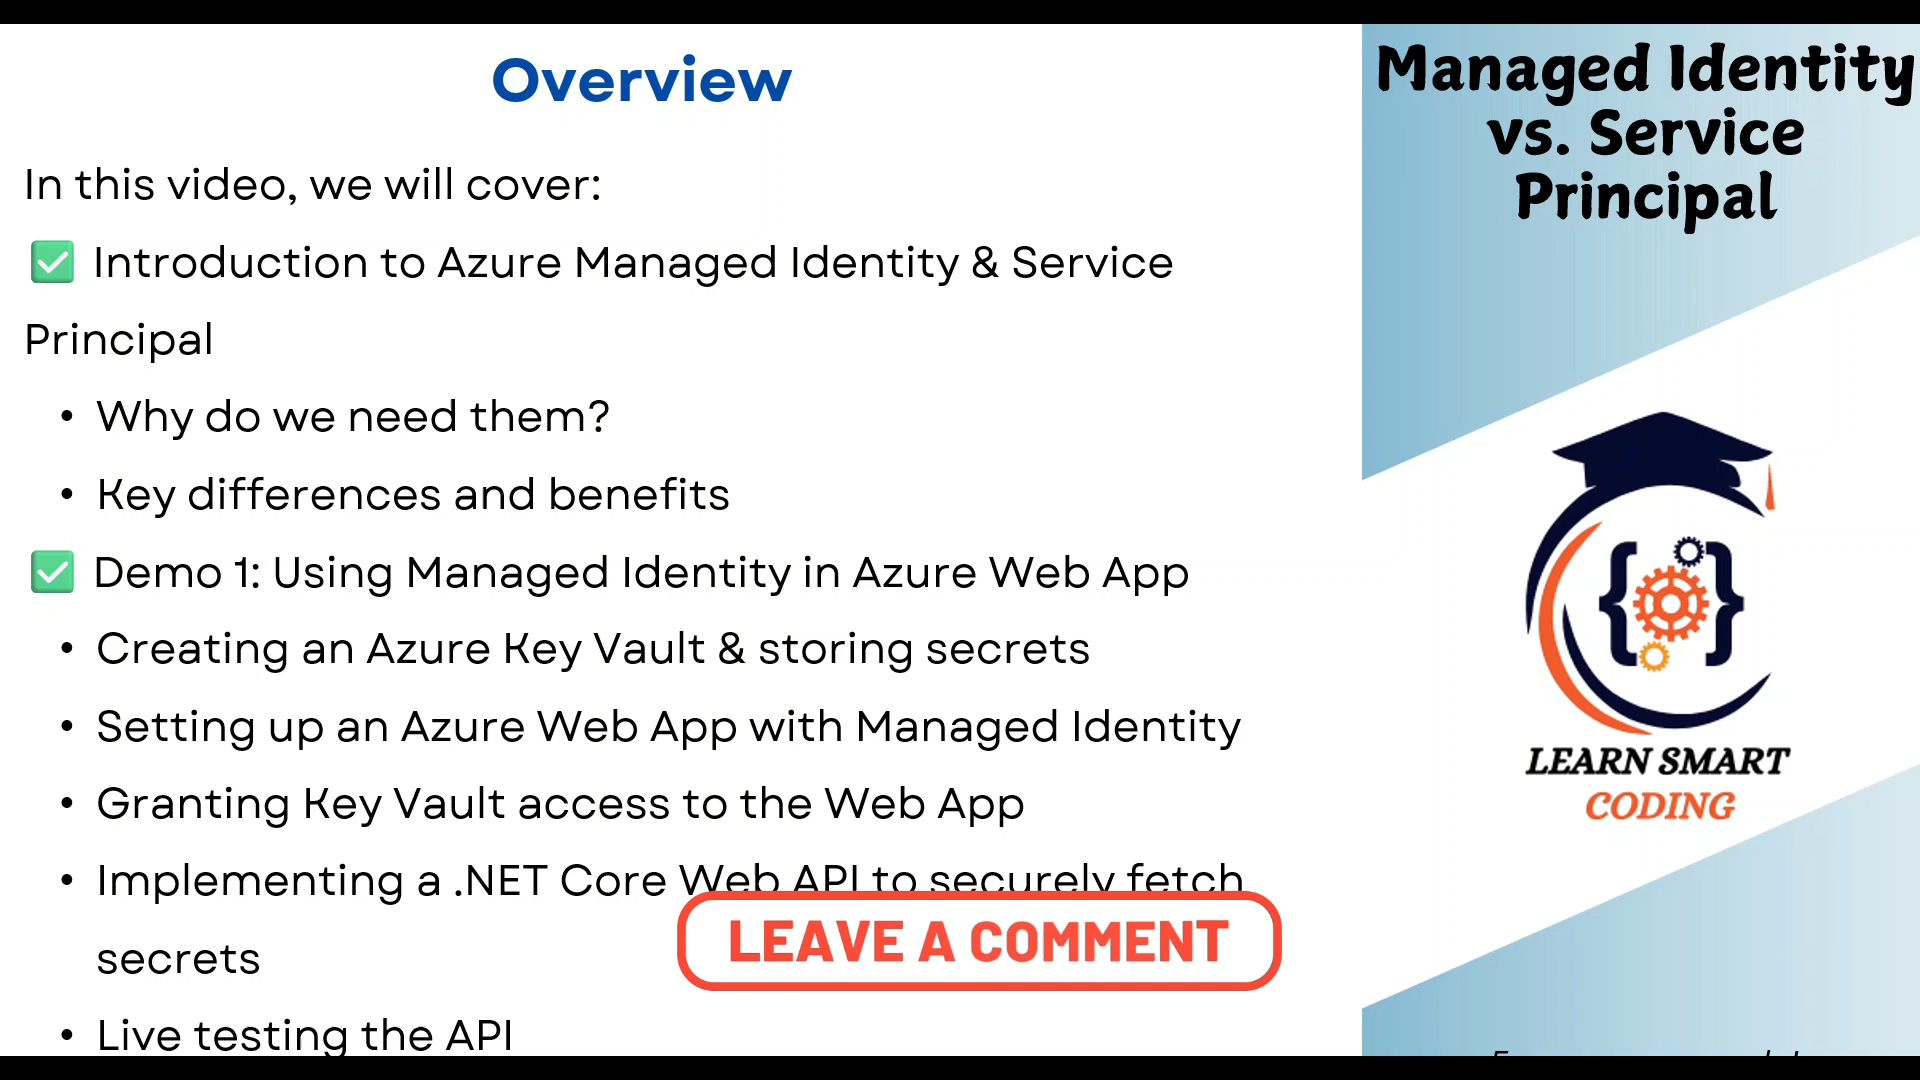 Overview
In this video, we will cover:
✅ Introduction to Azure Managed Identity & Service
Principal
• Why do we need them?
• Key differences and benefits
✅ Demo 1: Using Managed Identity in Azure Web App
• Creating an Azure Key Vault & storing secrets
• Setting up an Azure Web App with Managed Identity
• Granting Key Vault access to the Web App
• Implementing a .NET Core Web API to securely fetch
secrets
• Live testing the API
LEAVE A COMMENT
Managed Identity
vs. Service
Principal
LEARN SMART
CODING